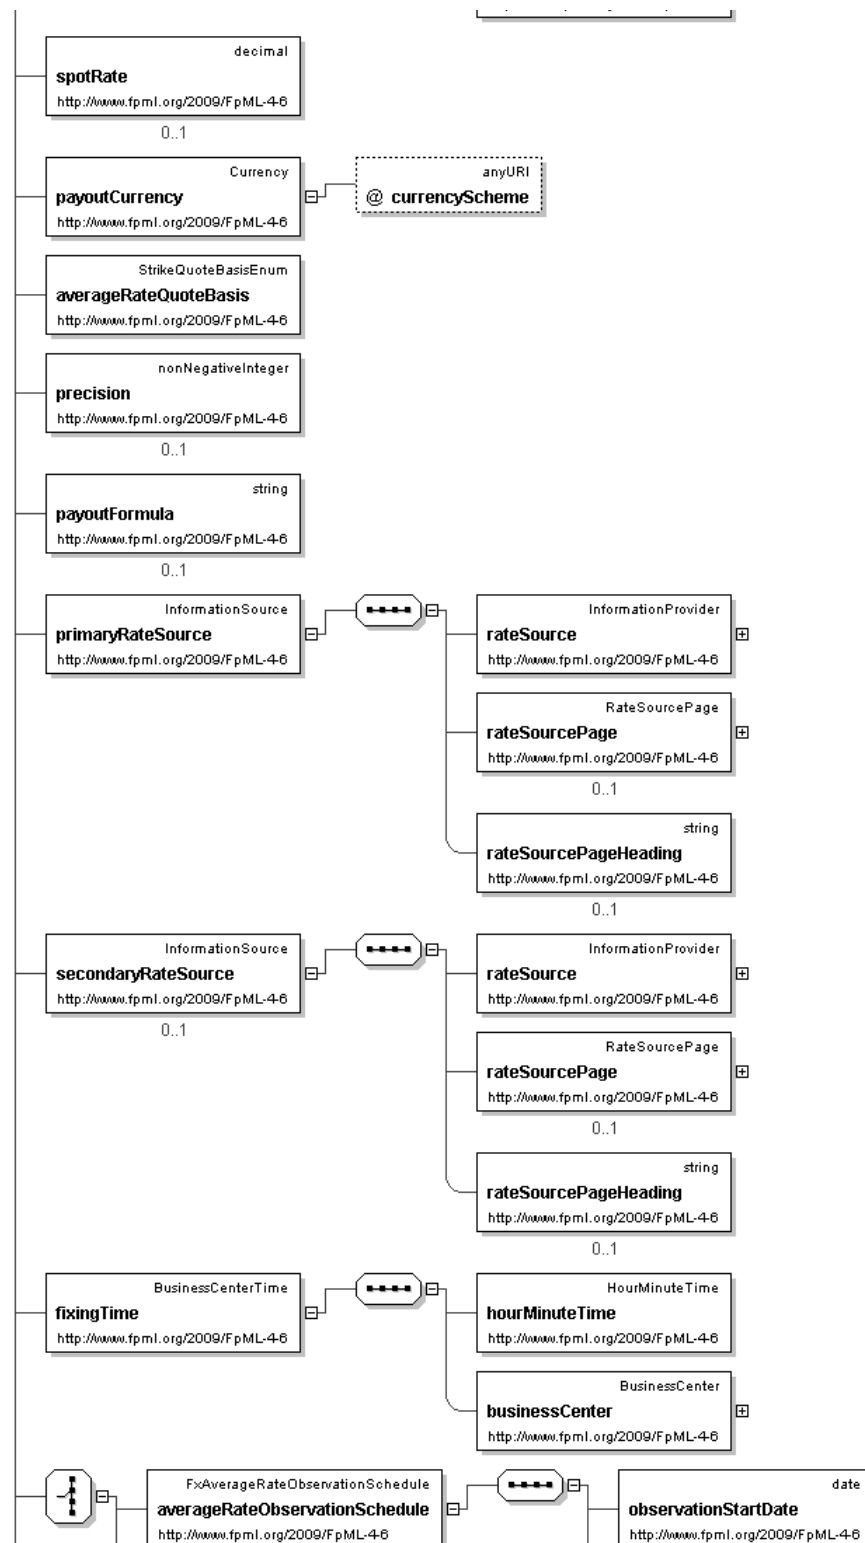 decimal
spotRate
http://www.fpml.org/2009/FpML-4-6
0..1
Currency
payoutCurrency
http://www.fpml.org/2009/FpML-4-6
anyURI
@ currencyScheme
StrikeQuoteBasisEnum
averageRateQuoteBasis
http://www.fpml.org/2009/FpML-4-6
nonNegativeInteger
precision
http://www.fpml.org/2009/FpML-4-6
0..1
string
payoutFormula
http://www.fpml.org/2009/FpML-4-6
0..1
InformationSource
primaryRateSource
http://www.fpml.org/2009/FpML-4-6
InformationProvider
rateSource
http://www.fpml.org/2009/FpML-4-6
RateSourcePage
rateSourcePage
http://www.fpml.org/2009/FpML-4-6
0..1
string
rateSourcePageHeading
http://www.fpml.org/2009/FpML-4-6
0..1
InformationSource
secondaryRateSource
http://www.fpml.org/2009/FpML-4-6
0..1
InformationProvider
rateSource
http://www.fpml.org/2009/FpML-4-6
RateSourcePage
rateSourcePage
http://www.fpml.org/2009/FpML-4-6
0..1
string
rateSourcePageHeading
http://www.fpml.org/2009/FpML-4-6
0..1
BusinessCenterTime
fixingTime
http://www.fpml.org/2009/FpML-4-6
HourMinuteTime
hourMinuteTime
http://www.fpml.org/2009/FpML-4-6
BusinessCenter
businessCenter
http://www.fpml.org/2009/FpML-4-6
FxAverageRateObservationSchedule
averageRateObservationSchedule
http://www.fpml.org/2009/FpML-4-6
date
observationStartDate
http://www.fpml.org/2009/FpML-4-6